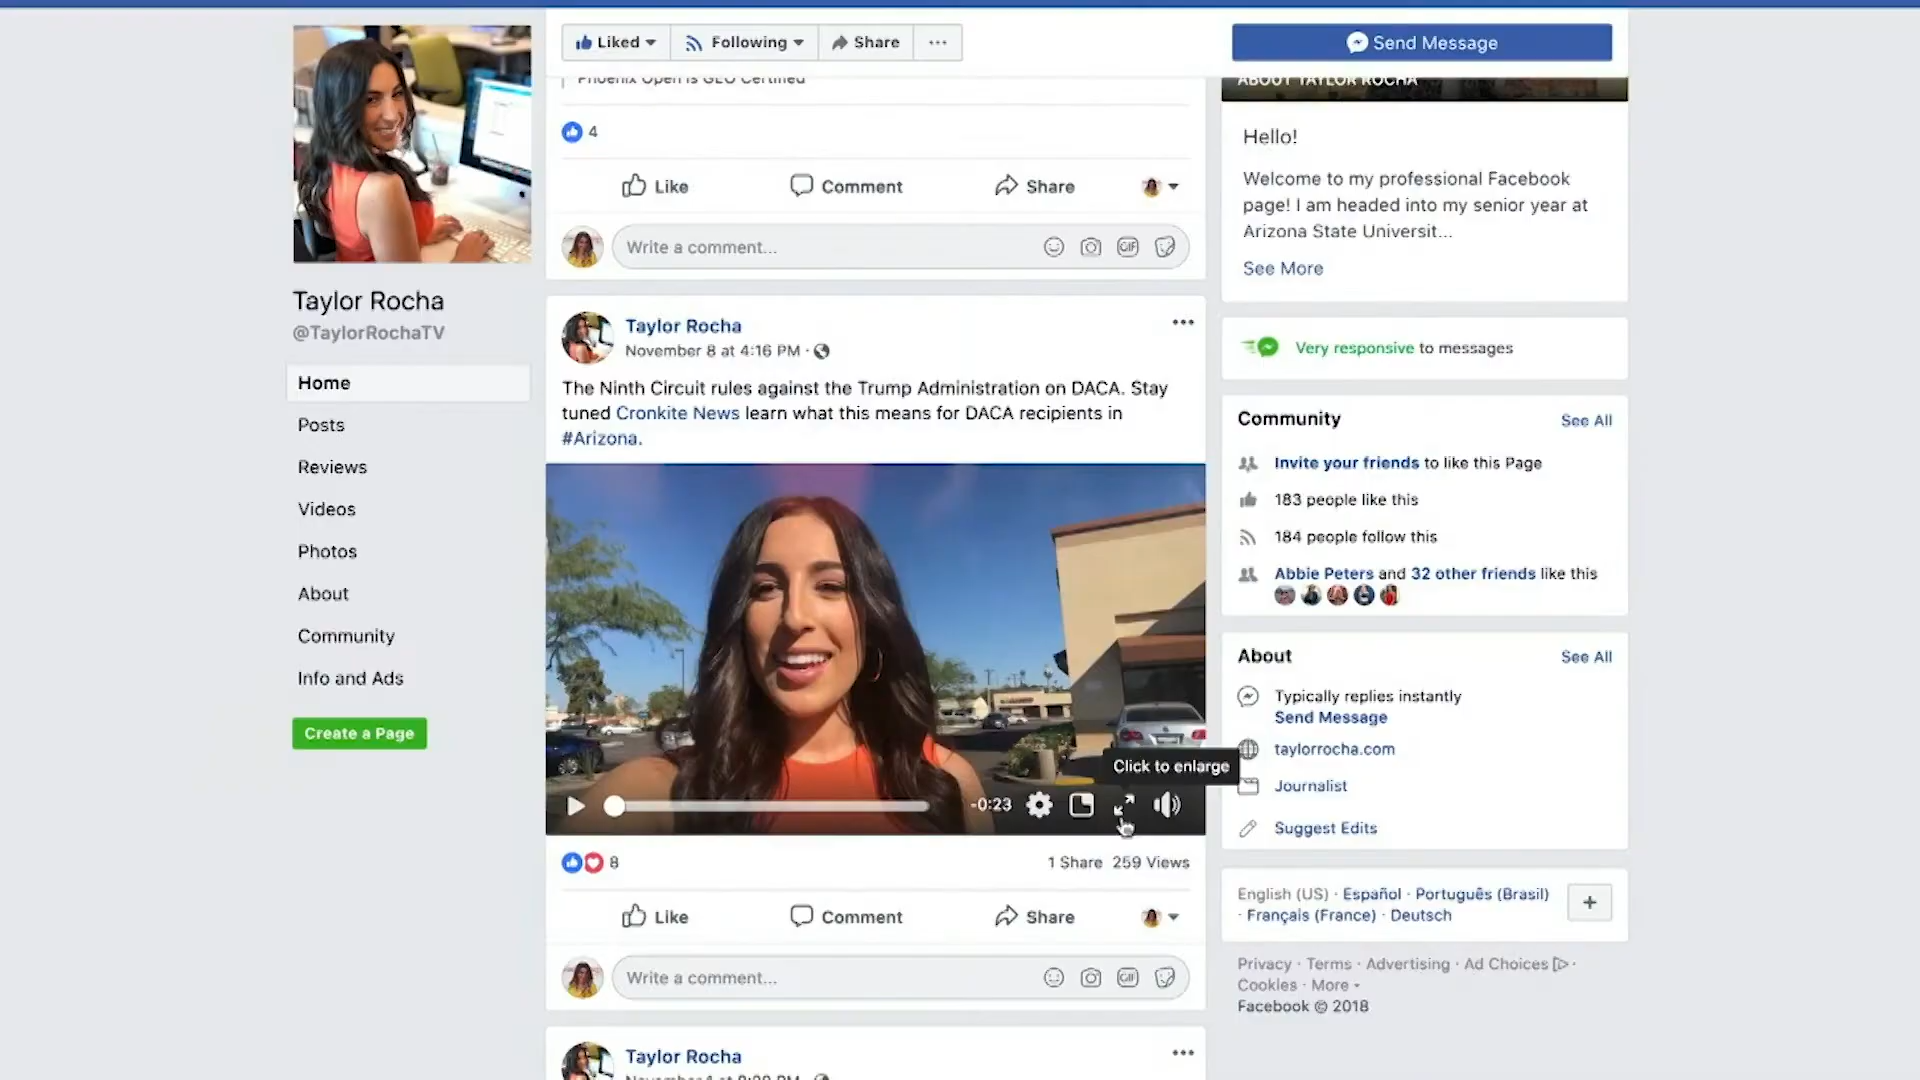 Liked
Following
Share
Send Message
Phoenix Open is GEO Certified
4
Like
Comment
Share
Write a comment...
GIF
Taylor Rocha
@TaylorRochaTV
Home
Posts
Reviews
Videos
Photos
About
Community
Info and Ads
Create a Page
Taylor Rocha
November 8 at 4:16 PM ·
The Ninth Circuit rules against the Trump Administration on DACA. Stay
tuned Cronkite News learn what this means for DACA recipients in
#Arizona.
-0:23
Click to enlarge
8
1 Share 259 Views
Like
Comment
Share
Write a comment...
GIF
Taylor Rocha
ABOUT TAYLOR ROCHA
Hello!
Welcome to my professional Facebook
page! I am headed into my senior year at
Arizona State Universit...
See More
Very responsive to messages
Community
See All
Invite your friends to like this Page
183 people like this
184 people follow this
Abbie Peters and 32 other friends like this
About
See All
Typically replies instantly
Send Message
taylorrocha.com
Journalist
Suggest Edits
English (US) · Español · Português (Brasil)
· Français (France) · Deutsch
Privacy · Terms · Advertising · Ad Choices ·
Cookies · More
Facebook © 2018